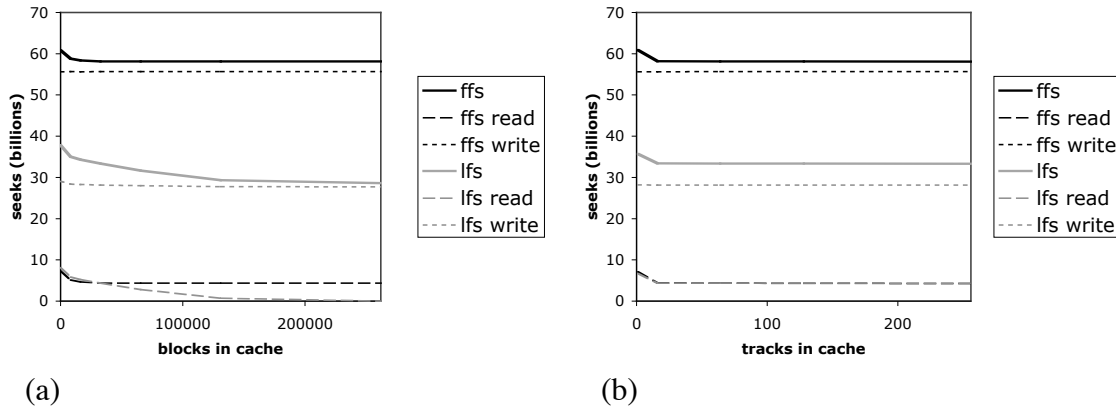 70
60
50
40
30
20
10
0
seeks (billions)
0 100000 200000
blocks in cache
ffs
ffs read
ffs write
lfs
lfs read
lfs write
(a)
70
60
50
40
30
20
10
0
seeks (billions)
0 100 200
tracks in cache
ffs
ffs read
ffs write
lfs
lfs read
lfs write
(b)